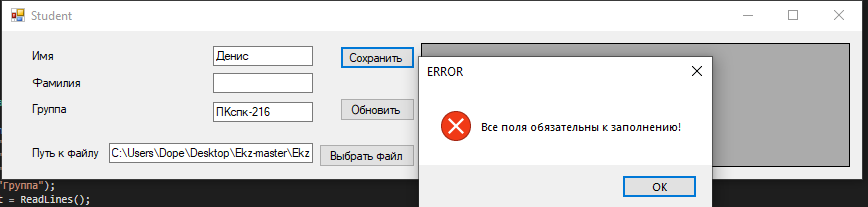 Student
Имя
Денис
Сохранить
Фамилия
Группа
ПКспк-216
Обновить
Путь к файлу
C:\Users\Dope\Desktop\Ekz-master\Ekz
Выбрать файл
ERROR
Все поля обязательны к заполнению!
OK
"Группа");
= ReadLines();